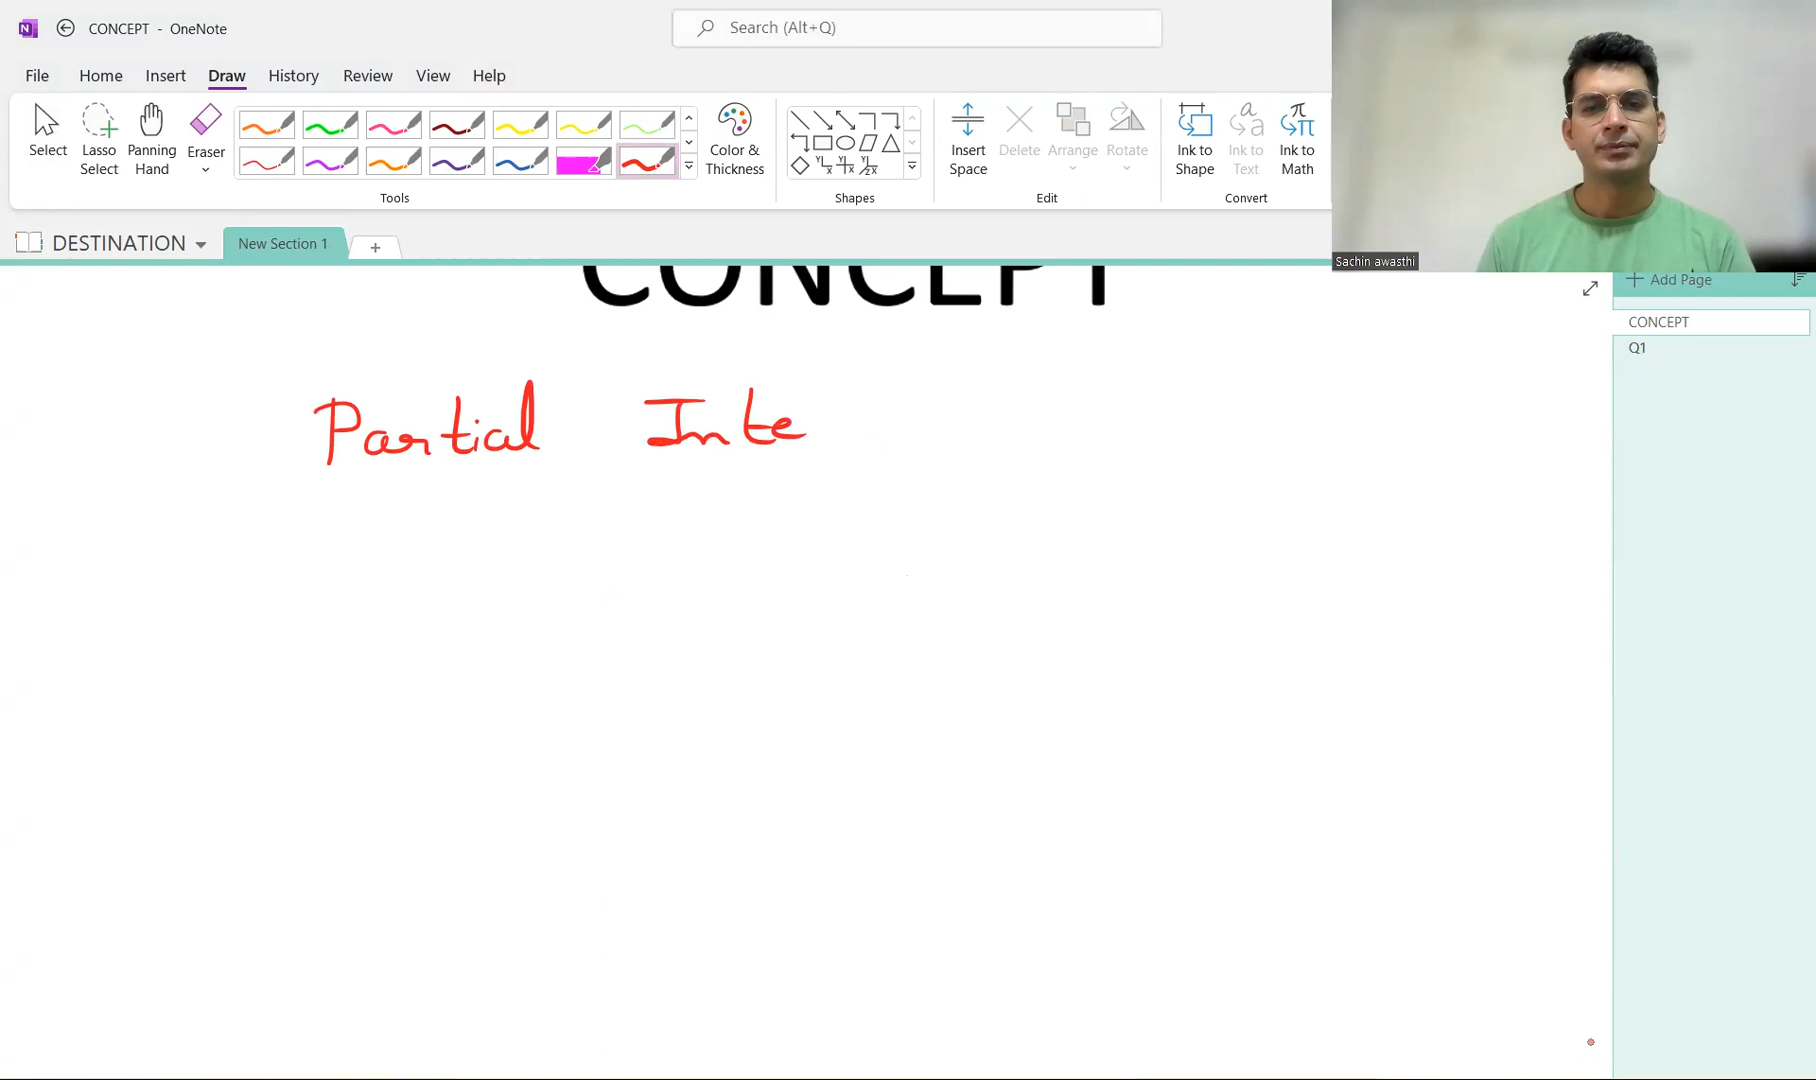 CONCEPT - OneNote
Search (Alt+Q)
File Home Insert Draw History Review View Help
Select
Lasso Select
Panning Hand
Eraser
Color & Thickness
Insert Space
Delete
Arrange
Rotate
Ink to Shape
Ink to Text
Ink to Math
Tools
Shapes
Edit
Convert
DESTINATION
New Section 1
Sachin awasthi
CONCEPT
Add Page
CONCEPT
Q1
Partial Inte